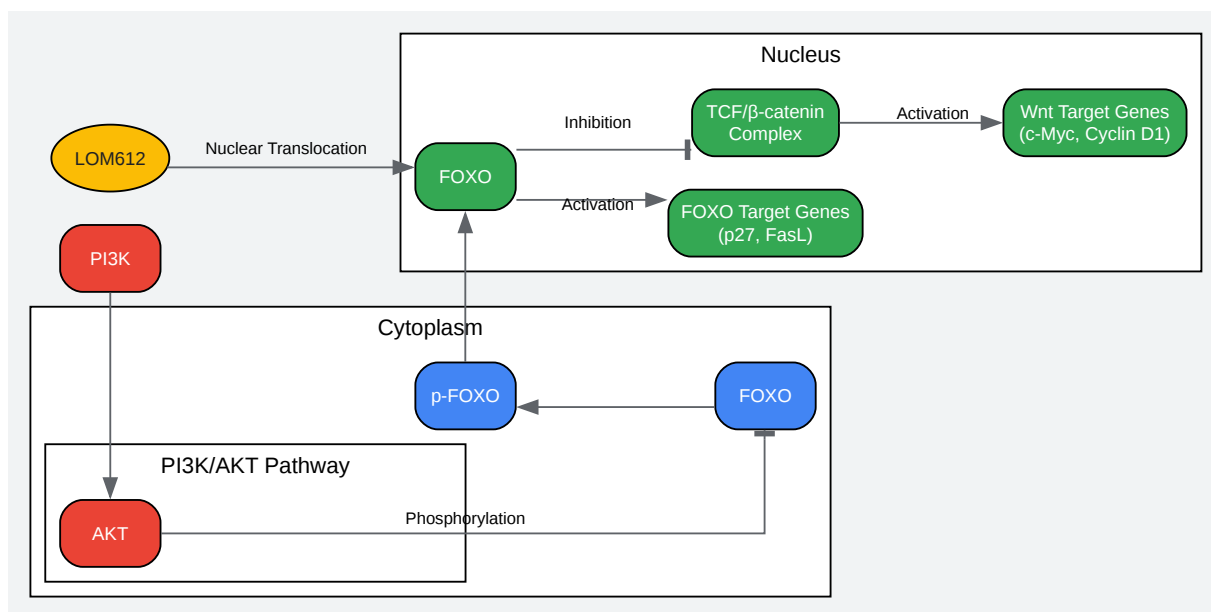 Nucleus
TCF/β-catenin
Complex
Wnt Target Genes
(c-Myc, Cyclin D1)
Inhibition
Activation
LOM612
Nuclear Translocation
FOXO
Activation
FOXO Target Genes
(p27, FasL)
PI3K
Cytoplasm
p-FOXO
FOXO
PI3K/AKT Pathway
AKT
Phosphorylation